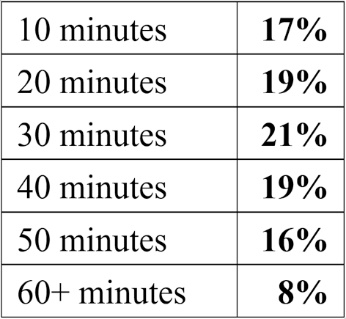 10 minutes 17%
20 minutes 19%
30 minutes 21%
40 minutes 19%
50 minutes 16%
60+ minutes 8%